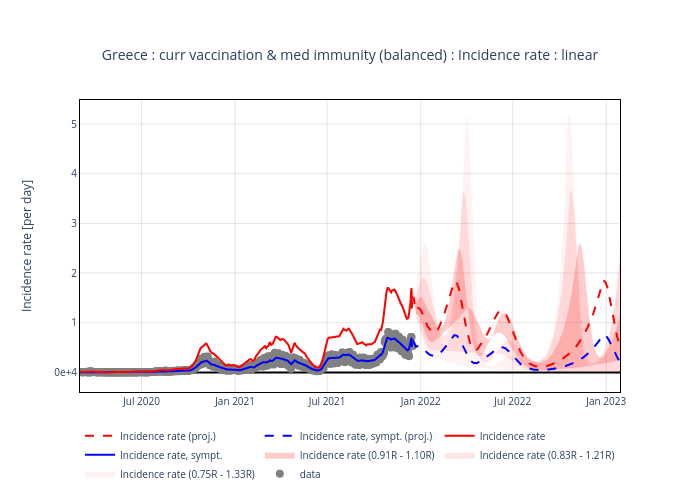 Greece : curr vaccination & med immunity (balanced) : Incidence rate : linear
Incidence rate [per day]
5
4
3
2
1
0e+4
Jul 2020 Jan 2021 Jul 2021 Jan 2022 Jul 2022 Jan 2023
Incidence rate (proj.) Incidence rate, sympt. (proj.) Incidence rate
Incidence rate, sympt. Incidence rate (0.91R - 1.10R) Incidence rate (0.83R - 1.21R)
Incidence rate (0.75R - 1.33R) data